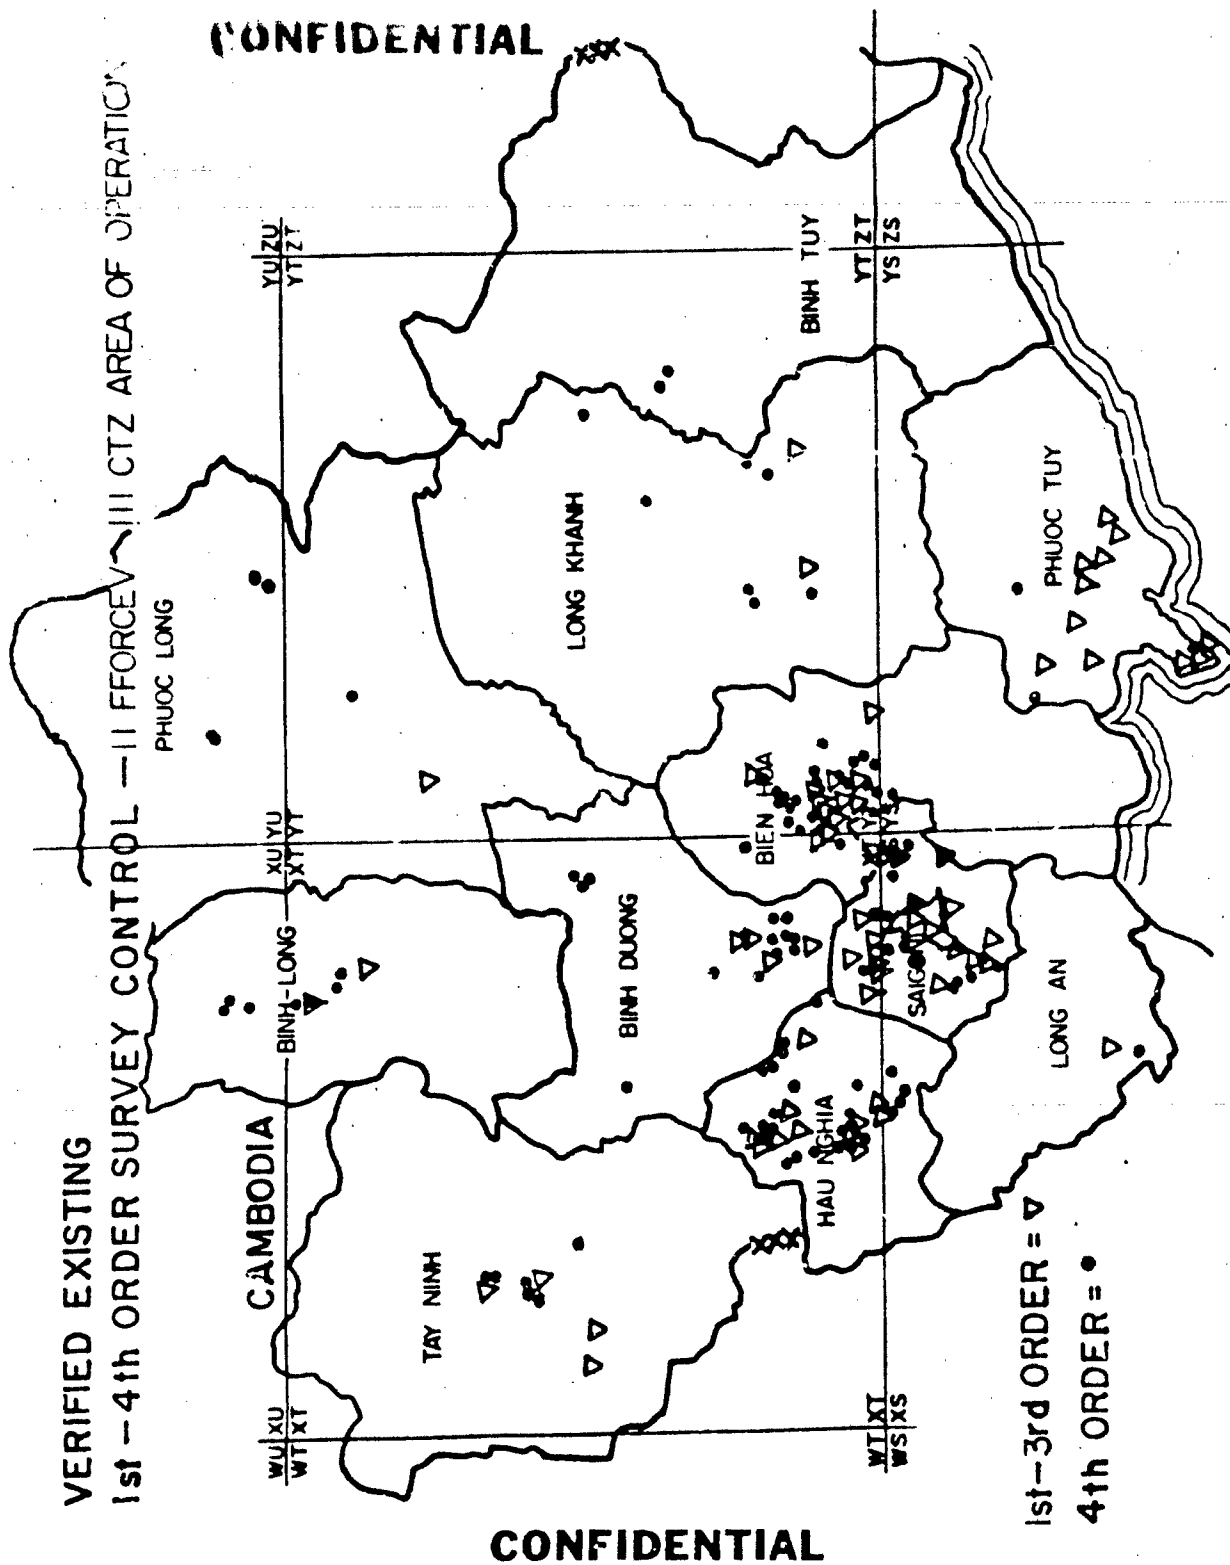 CONFIDENTIAL
VERIFIED EXISTING
1st-4th ORDER SURVEY CONTROL - II FFORCEV ~ III CTZ AREA OF OPERATION
CAMBODIA
PHUOC LONG
BINH-LONG
TAY NINH
BINH DUONG
LONG KHANH
BINH TUY
BIEN HOA
HAU NGHIA
SAIGON
LONG AN
PHUOC TUY
WU XU
WT XT
XU YU
XT YT
YU ZU
YT ZT
WT XT
WS XS
YT ZT
YS ZS
1st-3rd ORDER =
4th ORDER =
CONFIDENTIAL